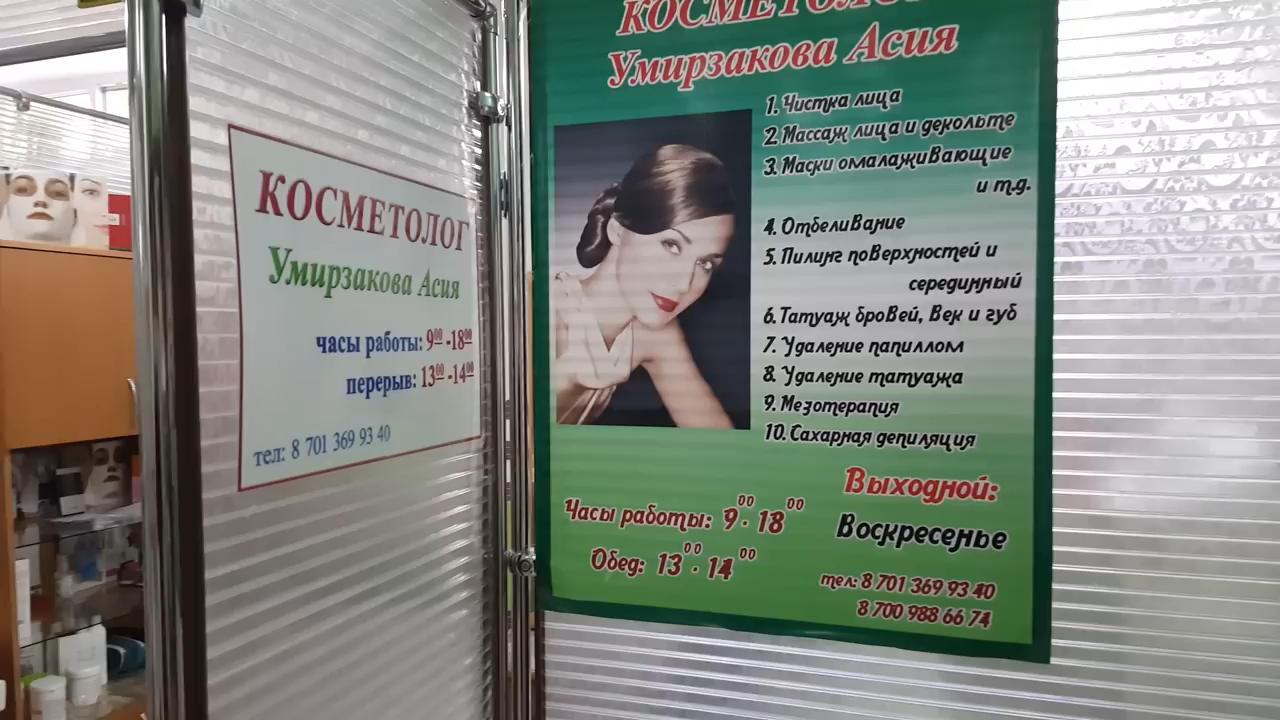 КОСМЕТОЛОГ
Умирзакова Асия
часы работы: 9⁰⁰-18⁰⁰
перерыв: 13⁰⁰-14⁰⁰
тел: 8 701 369 93 40
КОСМЕТОЛОГ
Умирзакова Асия
1. Чистка лица
2. Массаж лица и декольте
3. Маски омалаживающие
и т.д.
4. Отбеливание
5. Пилинг поверхностей и
серединный
6. Татуаж бровей, век и губ
7. Удаление папиллом
8. Удаление татуажа
9. Мезотерапия
10. Сахарная депиляция
Выходной:
Воскресенье
Часы работы: 9⁰⁰-18⁰⁰
Обед: 13⁰⁰-14⁰⁰
тел: 8 701 369 93 40
8 700 988 66 74